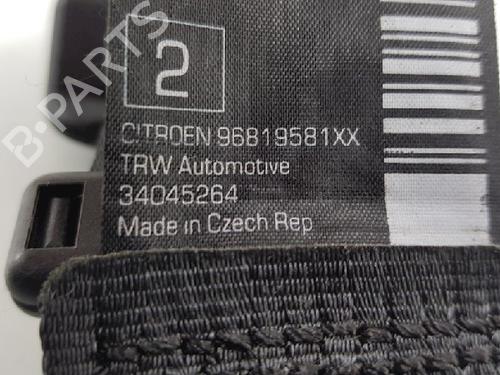 2
CITROEN 96819581XX
TRW Automotive
34045264
Made in Czech Rep
B-PARTS